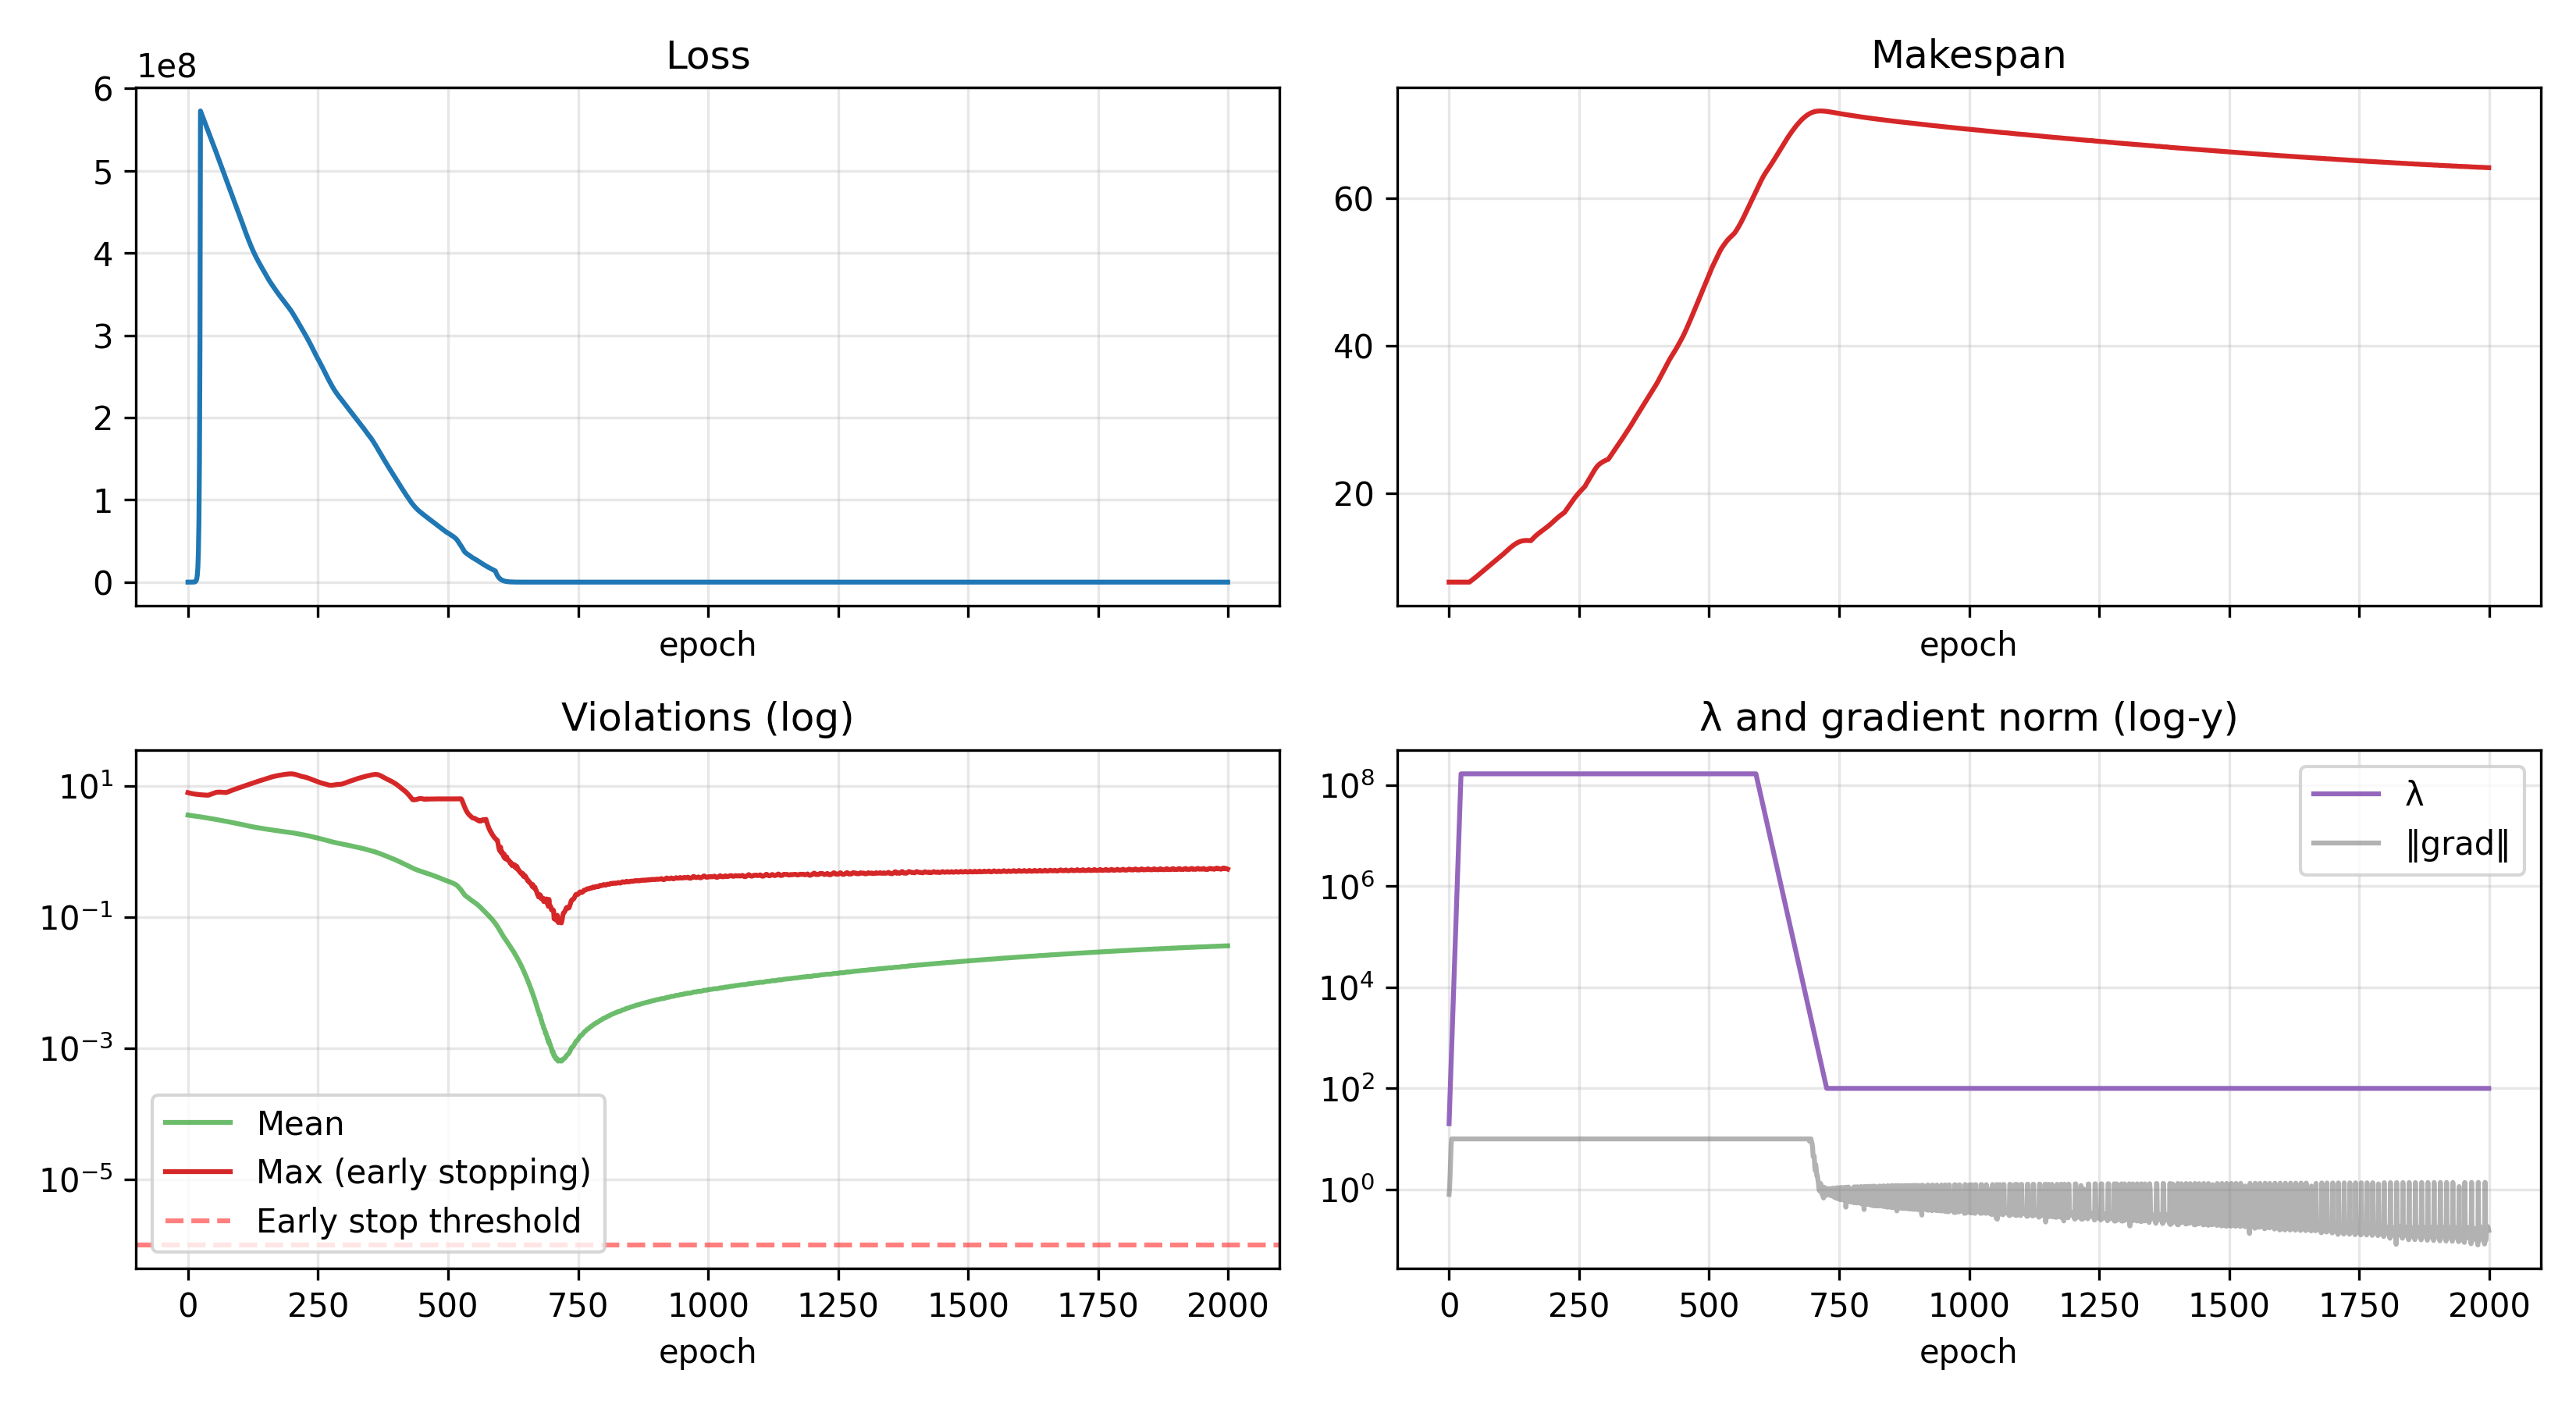 Loss
1e8
6
5
4
3
2
1
0
epoch
Makespan
60
40
20
epoch
Violations (log)
10¹
10⁻¹
10⁻³
10⁻⁵
Mean
Max (early stopping)
Early stop threshold
0 250 500 750 1000 1250 1500 1750 2000
epoch
λ and gradient norm (log-y)
10⁸
10⁶
10⁴
10²
10⁰
λ
‖grad‖
0 250 500 750 1000 1250 1500 1750 2000
epoch